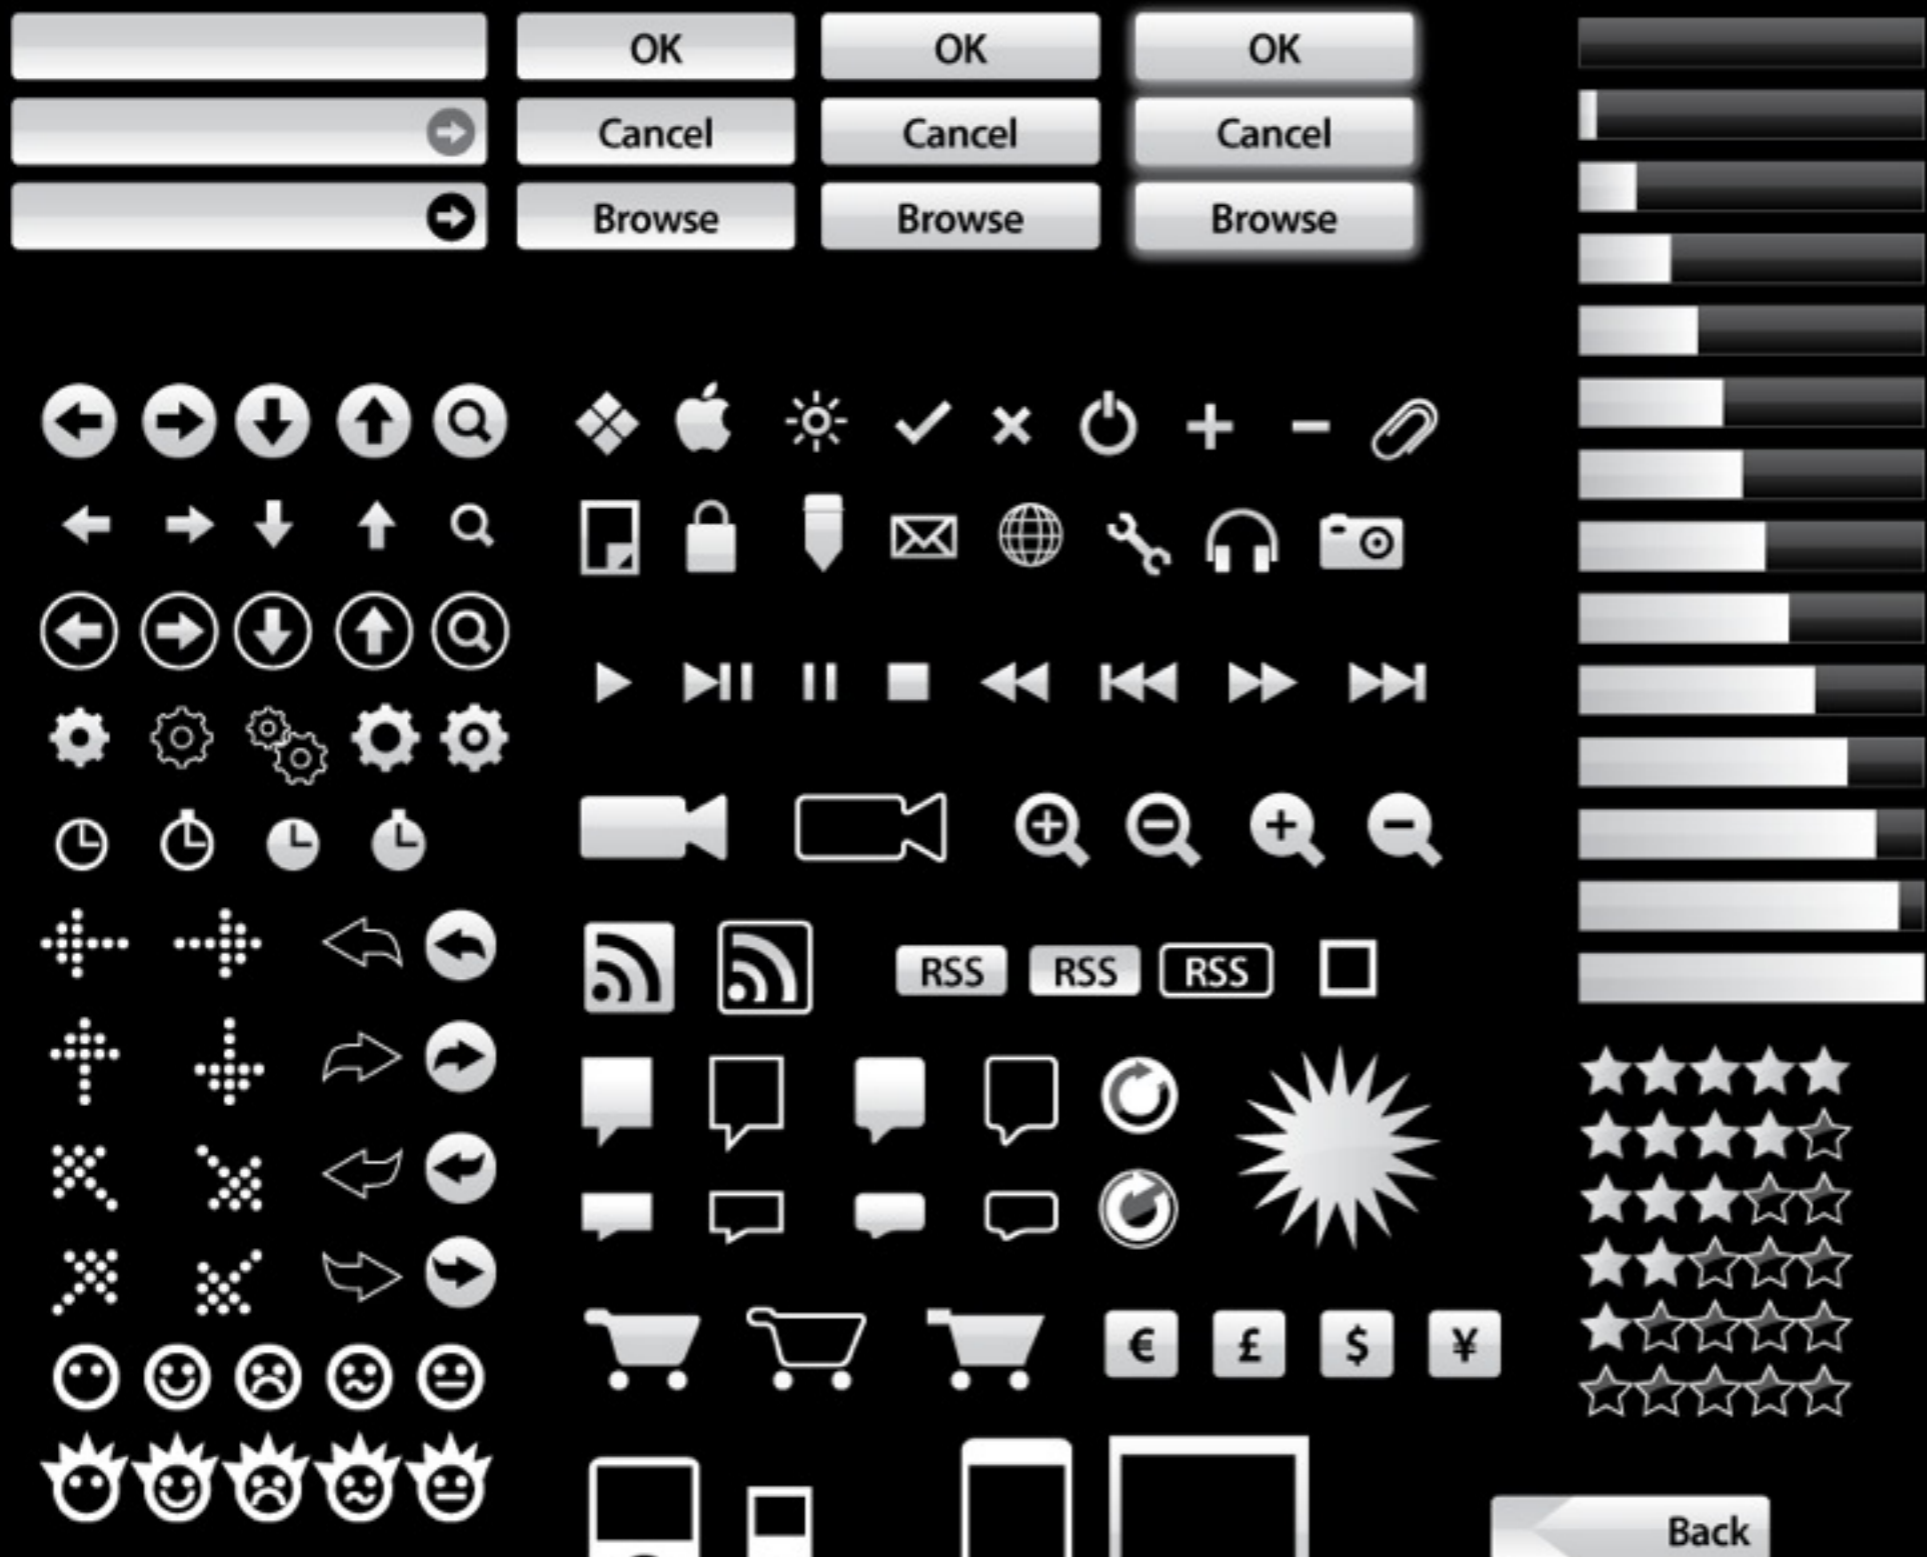 OK OK OK
Cancel Cancel Cancel
Browse Browse Browse
RSS RSS RSS
€ £ $ ¥
Back